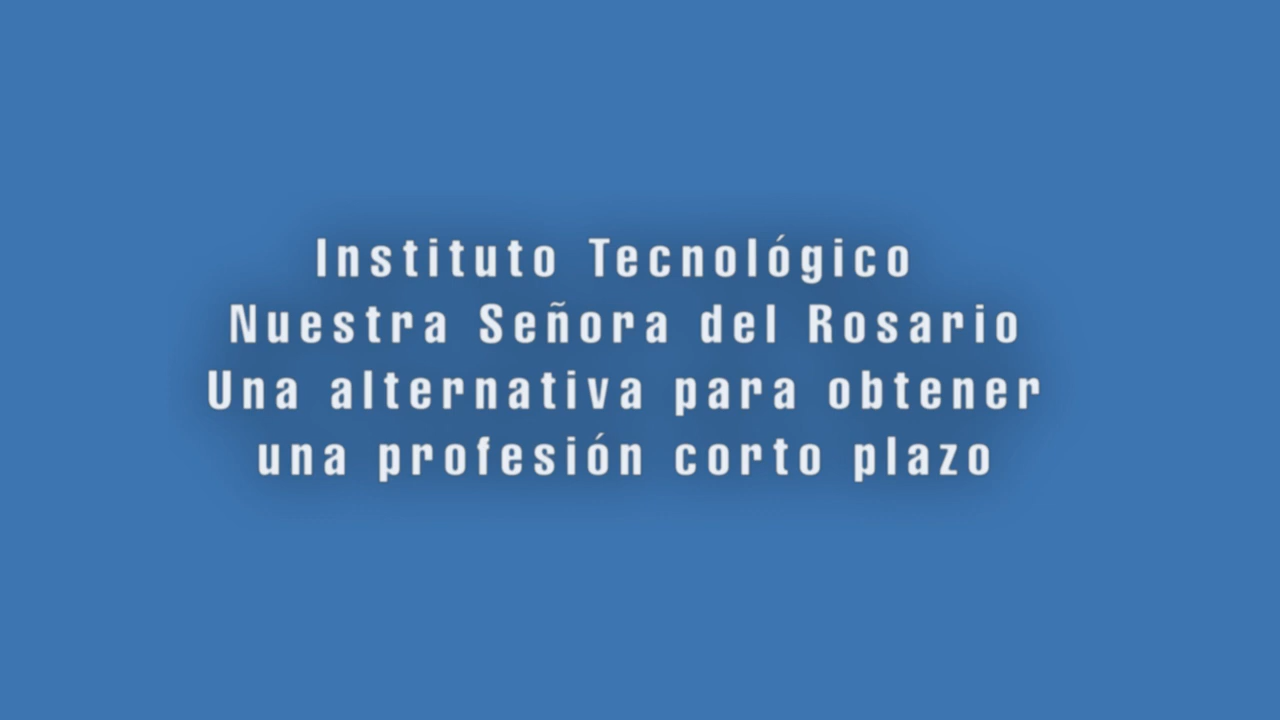 Instituto Tecnológico
Nuestra Señora del Rosario
Una alternativa para obtener
una profesión corto plazo